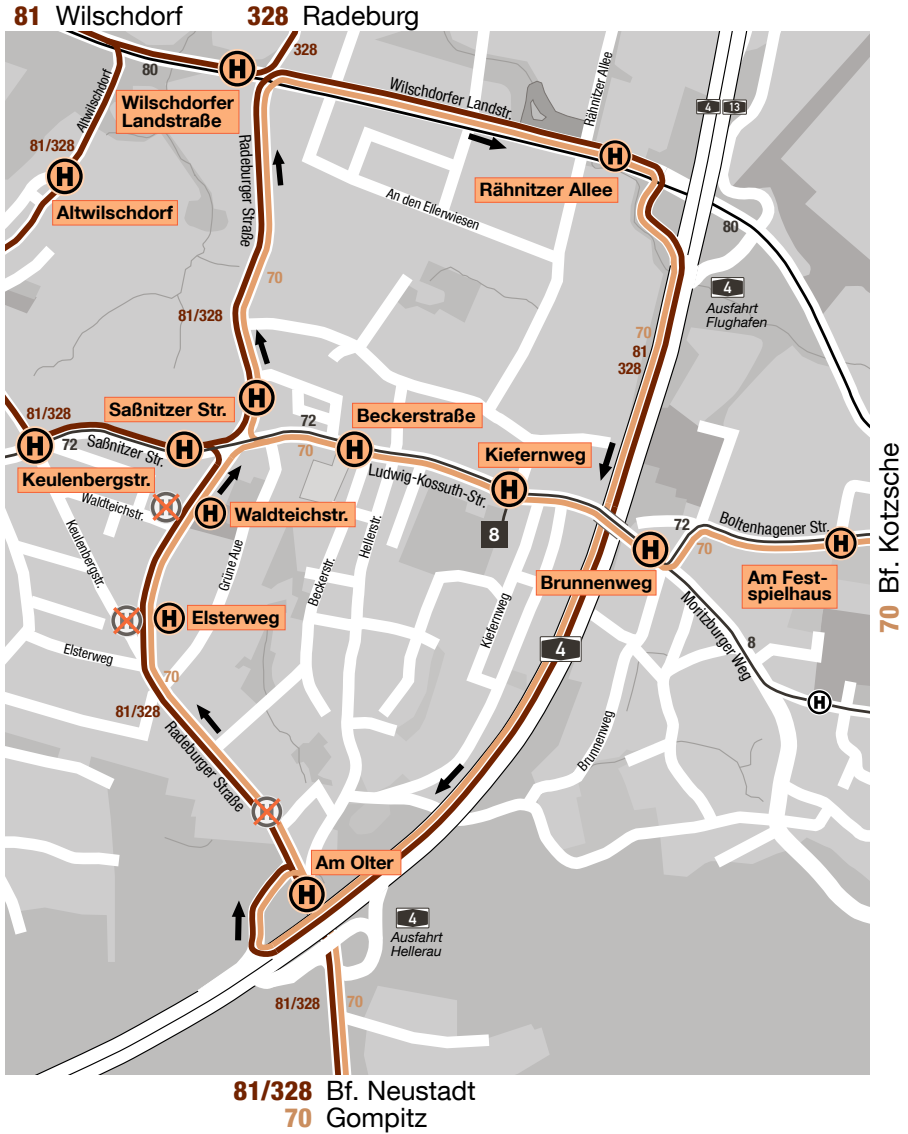 81 Wilschdorf
328 Radeburg
328
80
Altwilschdorf
H
Wilschdorfer
Landstraße
Wilschdorfer Landstr.
Rähnitzer Allee
4 13
81/328
H
Altwilschdorf
Radeburger Straße
H
Rähnitzer Allee
An den Ellerwiesen
80
70
4
Ausfahrt
Flughafen
81/328
70
81
328
H
Saßnitzer Str.
Beckerstraße
81/328
H
72
Saßnitzer Str.
H
72
70
H
Kiefernweg
Keulenbergstr.
Ludwig-Kossuth-Str.
H
Waldteichstr.
H
H
Waldteichstr.
8
72
70
Boltenhagener Str.
H
Keulenbergstr.
Grüne Aue
Beckerstr.
Hellerstr.
H
Brunnenweg
Am Fest-
spielhaus
70 Bf. Kotzsche
H
H
Elsterweg
Kiefernweg
Moritzburger Weg
8
Elsterweg
4
70
81/328
H
Radeburger Straße
Brunnenweg
H
Am Olter
H
4
Ausfahrt
Hellerau
81/328
70
81/328 Bf. Neustadt
70 Gompitz